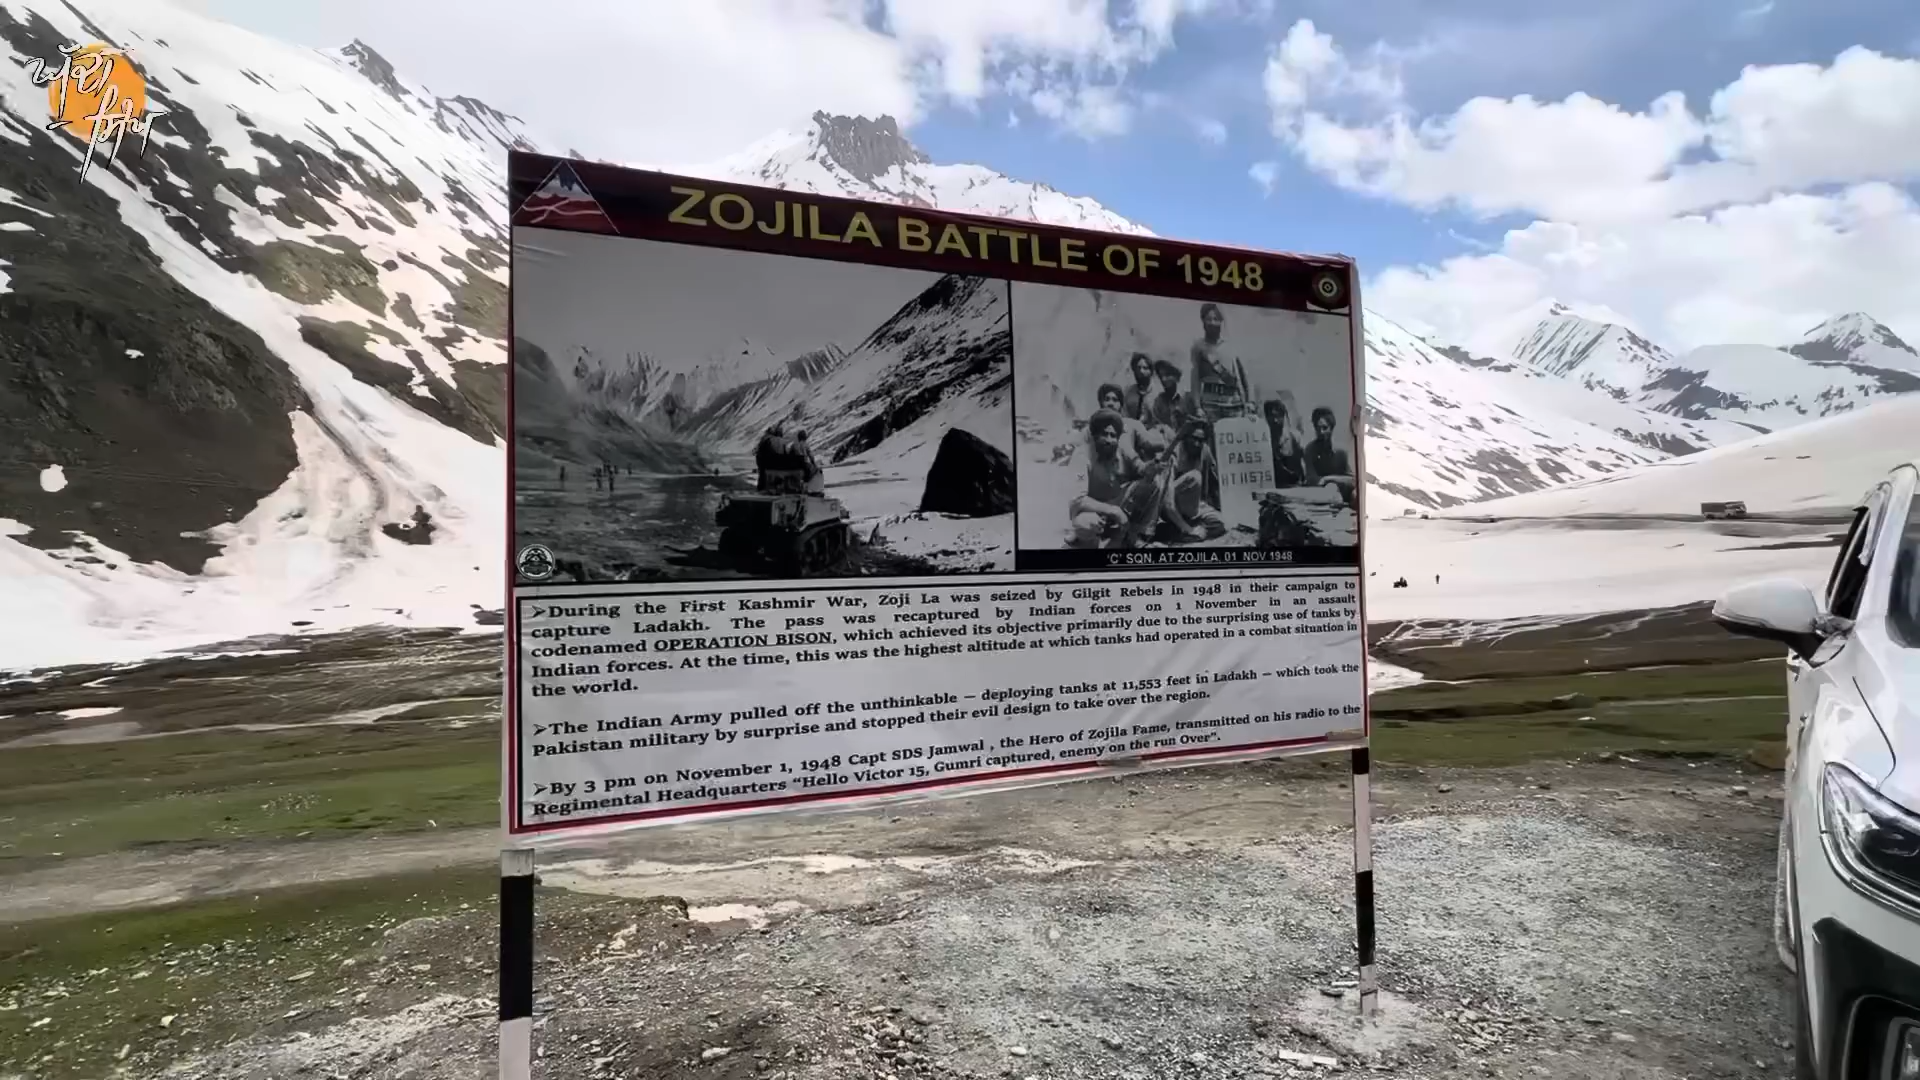 ZOJILA BATTLE OF 1948
ZOJILA
PASS
HT 11575
'C' SQN, AT ZOJILA, 01 NOV 1948
➢During the First Kashmir War, Zoji La was seized by Gilgit Rebels in 1948 in their campaign to
capture Ladakh. The pass was recaptured by Indian forces on 1 November in an assault
codenamed OPERATION BISON, which achieved its objective primarily due to the surprising use of tanks by
Indian forces. At the time, this was the highest altitude at which tanks had operated in a combat situation in
the world.
➢The Indian Army pulled off the unthinkable — deploying tanks at 11,553 feet in Ladakh — which took the
Pakistan military by surprise and stopped their evil design to take over the region.
➢By 3 pm on November 1, 1948 Capt SDS Jamwal , the Hero of Zojila Fame, transmitted on his radio to the
Regimental Headquarters “Hello Victor 15, Gumri captured, enemy on the run Over”.